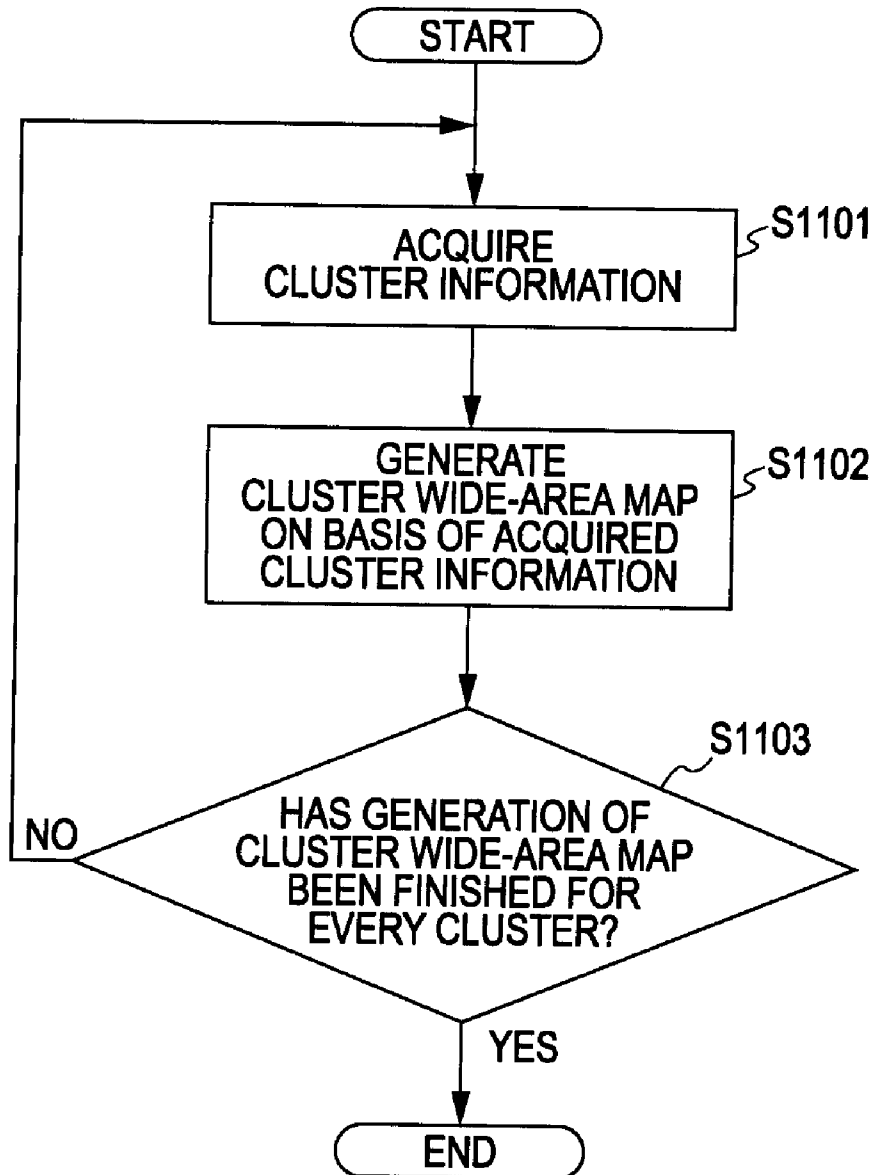 START
S1101
ACQUIRE
CLUSTER INFORMATION
S1102
GENERATE
CLUSTER WIDE-AREA MAP
ON BASIS OF ACQUIRED
CLUSTER INFORMATION
S1103
HAS GENERATION OF
CLUSTER WIDE-AREA MAP
BEEN FINISHED FOR
EVERY CLUSTER?
NO
YES
END